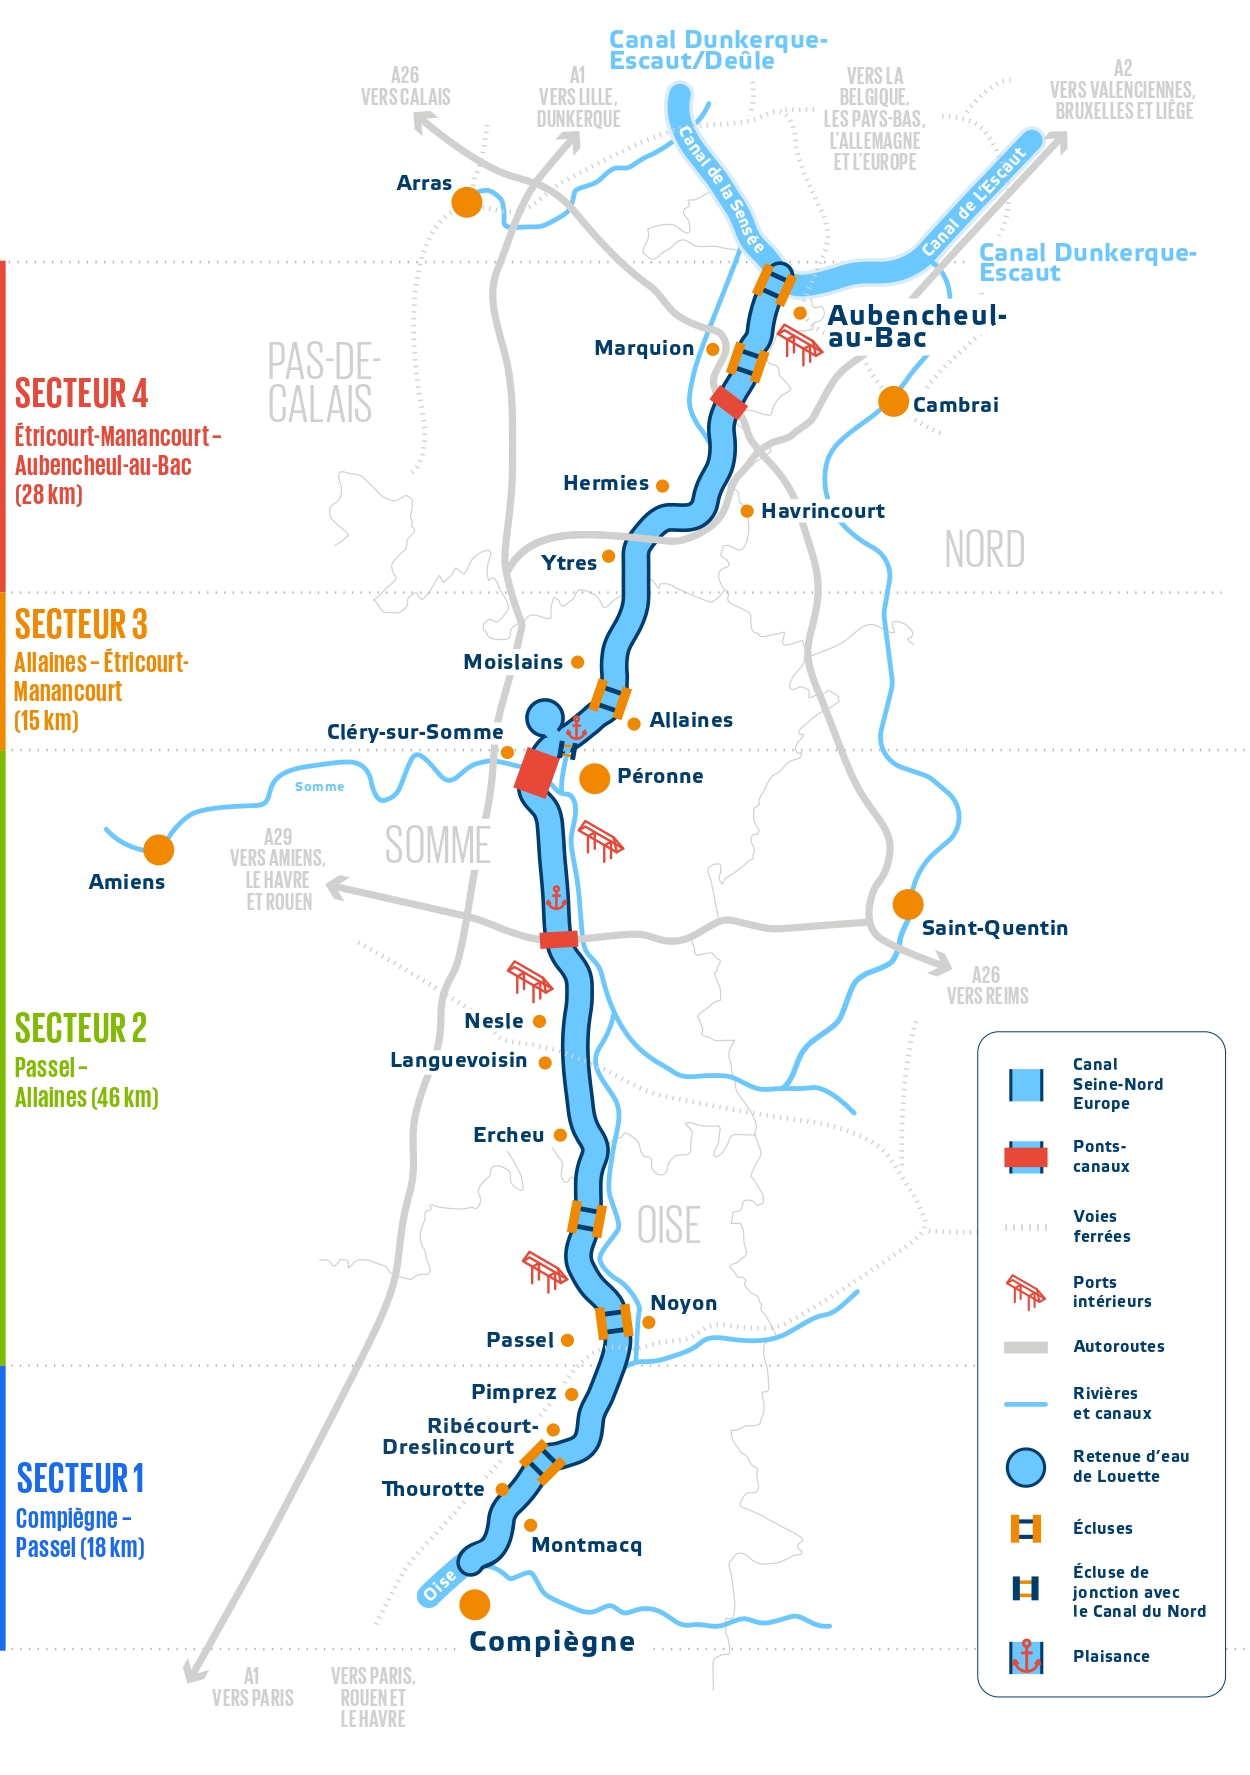 Canal Dunkerque-
Escaut/Deûle
A26
VERS CALAIS
A1
VERS LILLE,
DUNKERQUE
VERS LA
BELGIQUE,
LES PAYS-BAS,
L'ALLEMAGNE
ET L'EUROPE
A2
VERS VALENCIENNES,
BRUXELLES ET LIÈGE
Arras
Canal de la Sensée
Canal de L'Escaut
Canal Dunkerque-
Escaut
Aubencheul-
au-Bac
Marquion
PAS-DE-
CALAIS
SECTEUR 4
Étricourt-Manancourt –
Aubencheul-au-Bac
(28 km)
Cambrai
Hermies
Havrincourt
NORD
Ytres
SECTEUR 3
Allaines – Étricourt-
Manancourt
(15 km)
Moislains
Allaines
Cléry-sur-Somme
Péronne
Somme
SOMME
A29
VERS AMIENS,
LE HAVRE
ET ROUEN
Amiens
Saint-Quentin
A26
VERS REIMS
SECTEUR 2
Passel –
Allaines (46 km)
Nesle
Languevoisin
Ercheu
OISE
Noyon
Passel
Pimprez
Ribécourt-
Dreslincourt
Thourotte
SECTEUR 1
Compiègne –
Passel (18 km)
Montmacq
Oise
Compiègne
A1
VERS PARIS
VERS PARIS,
ROUEN ET
LE HAVRE
Canal
Seine-Nord
Europe
Ponts-
canaux
Voies
ferrées
Ports
intérieurs
Autoroutes
Rivières
et canaux
Retenue d'eau
de Louette
Écluses
Écluse de
jonction avec
le Canal du Nord
Plaisance